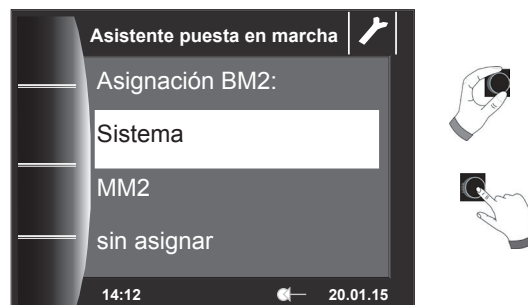 Asistente puesta en marcha
Asignación BM2:
Sistema
MM2
sin asignar
14:12 20.01.15